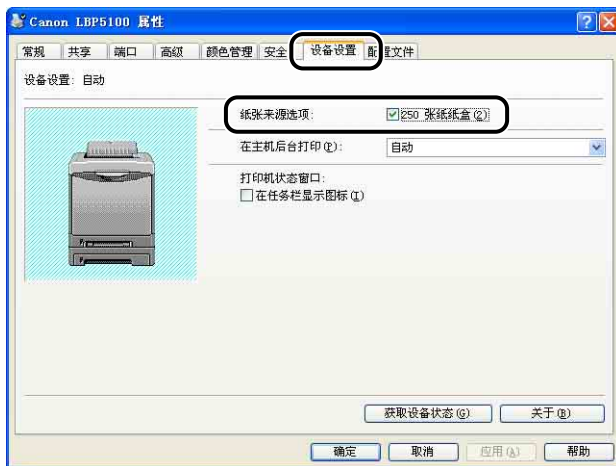 Canon LBP5100 属性
常规 共享 端口 高级 颜色管理 安全 设备设置 配置文件
设备设置: 自动
纸张来源选项: 250 张纸纸盒(2)
在主机后台打印(P): 自动
打印机状态窗口:
在任务栏显示图标(I)
获取设备状态(G) 关于(B)
确定 取消 应用(A) 帮助